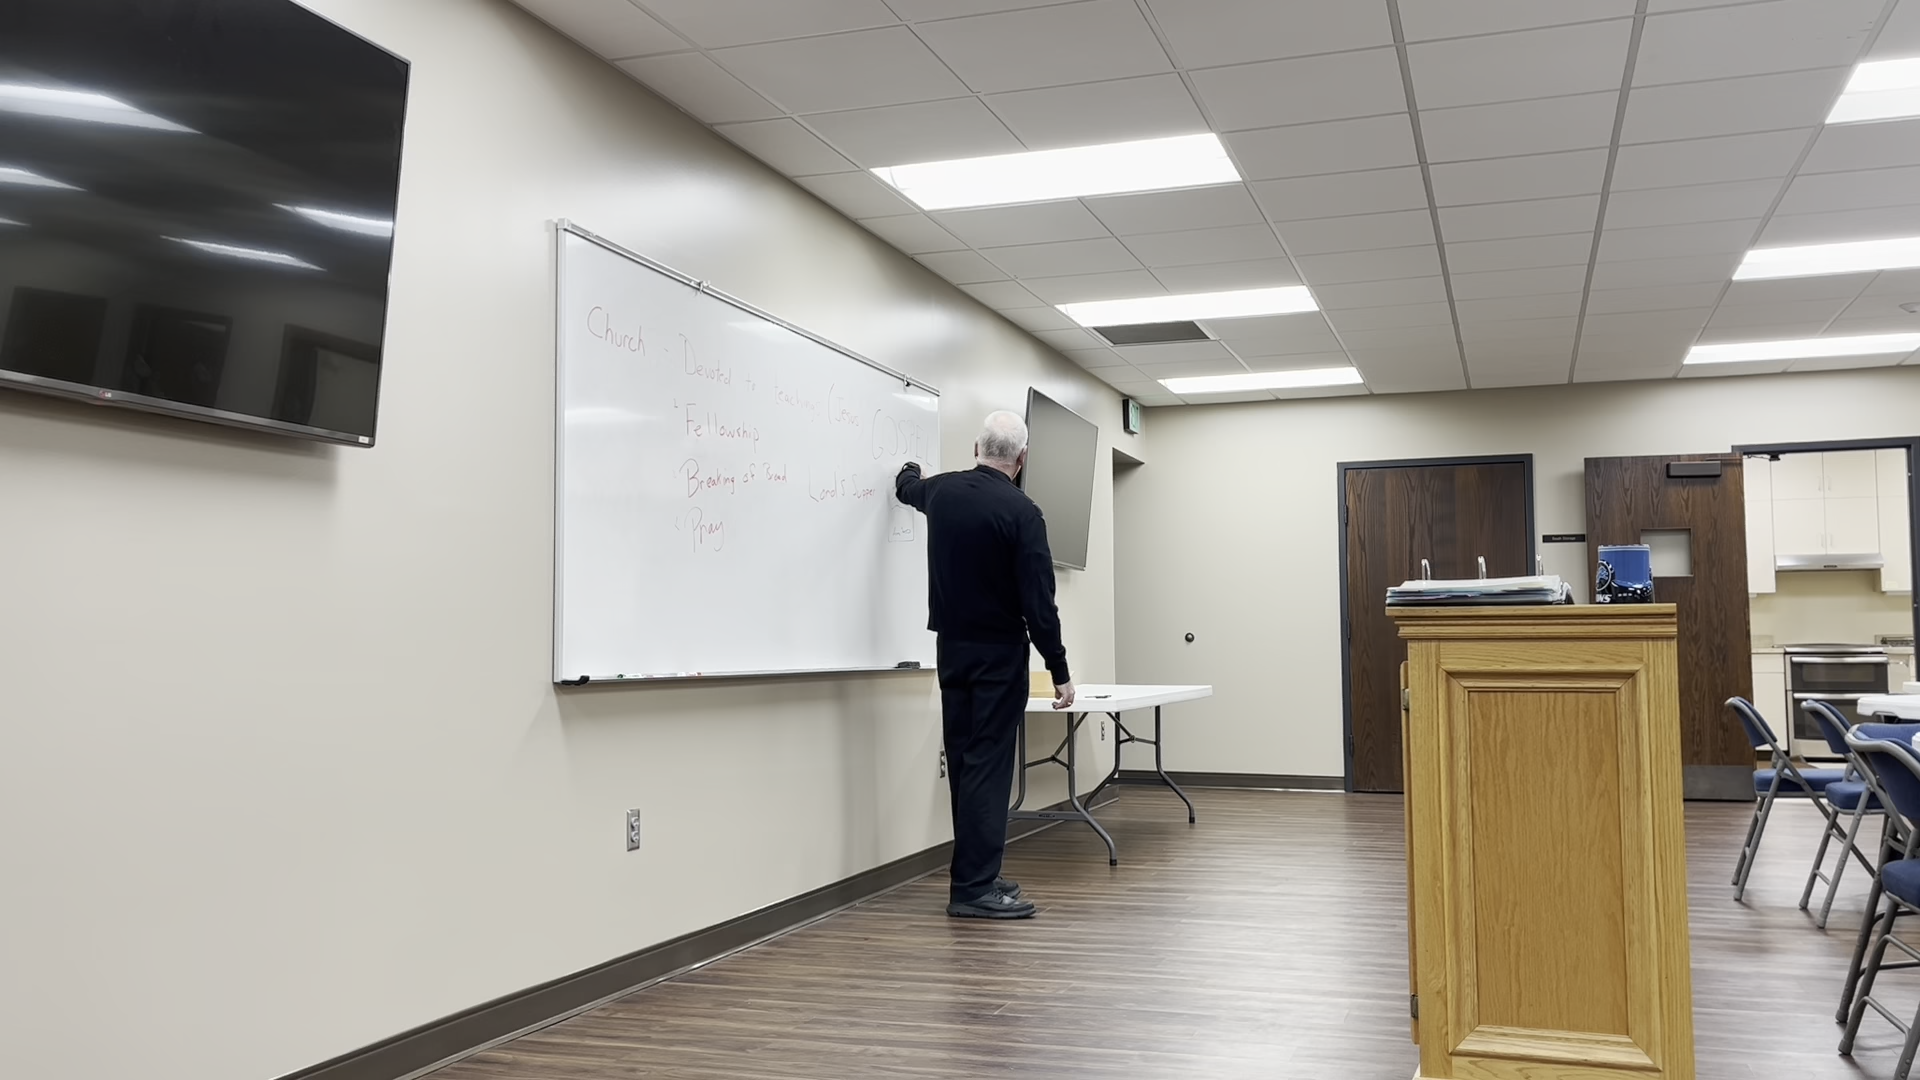 Church - Devoted to teachings (Jesus GOSPEL
Fellowship
Breaking of Bread Lord's Supper
Pray